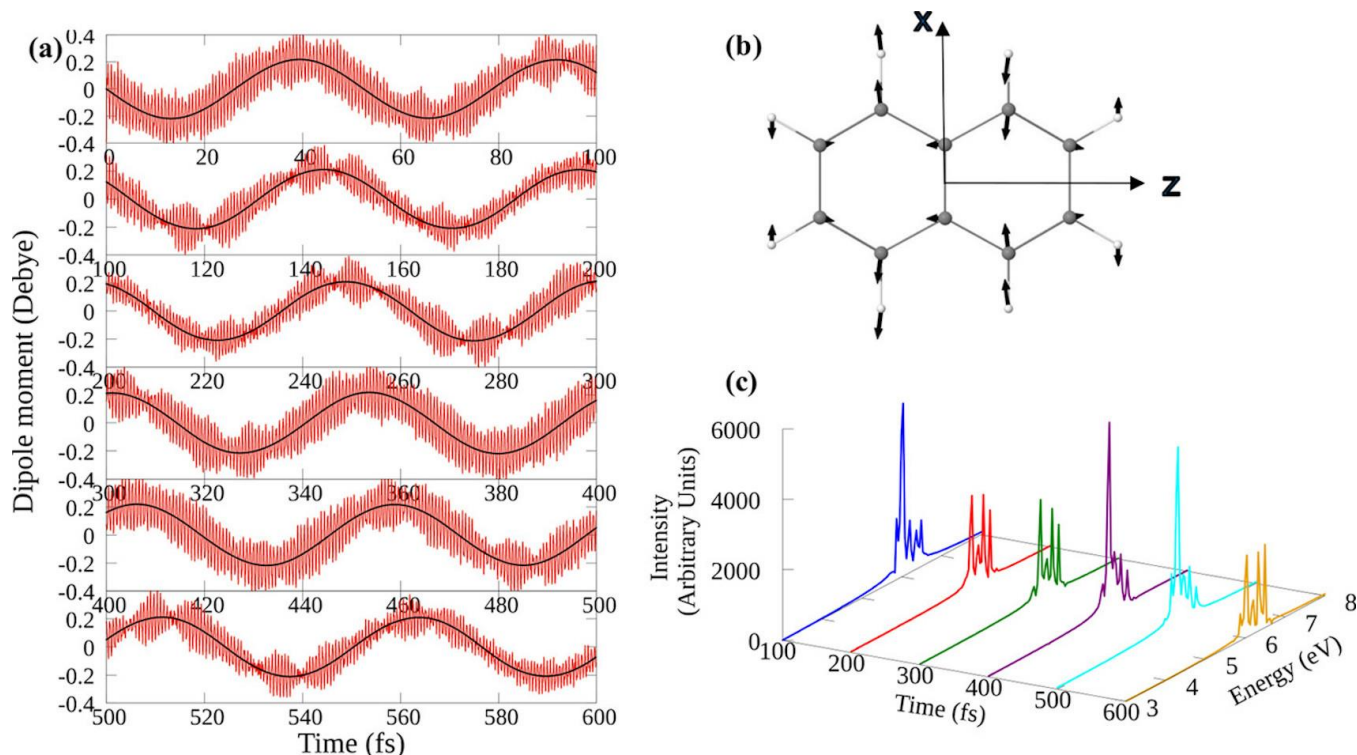 (a)
0.4
0.2
0
-0.2
-0.4
0 20 40 60 80 100
0.2
0
-0.2
-0.4
100 120 140 160 180 200
0.2
0
-0.2
-0.4
200 220 240 260 280 300
0.2
0
-0.2
-0.4
300 320 340 360 380 400
0.2
0
-0.2
-0.4
400 420 440 460 480 500
0.2
0
-0.2
-0.4
500 520 540 560 580 600
Dipole moment (Debye)
Time (fs)
(b)
X
Z
(c)
6000
4000
2000
0
Intensity
(Arbitrary Units)
100 200 300 400 500 600
Time (fs)
3 4 5 6 7 8
Energy (eV)